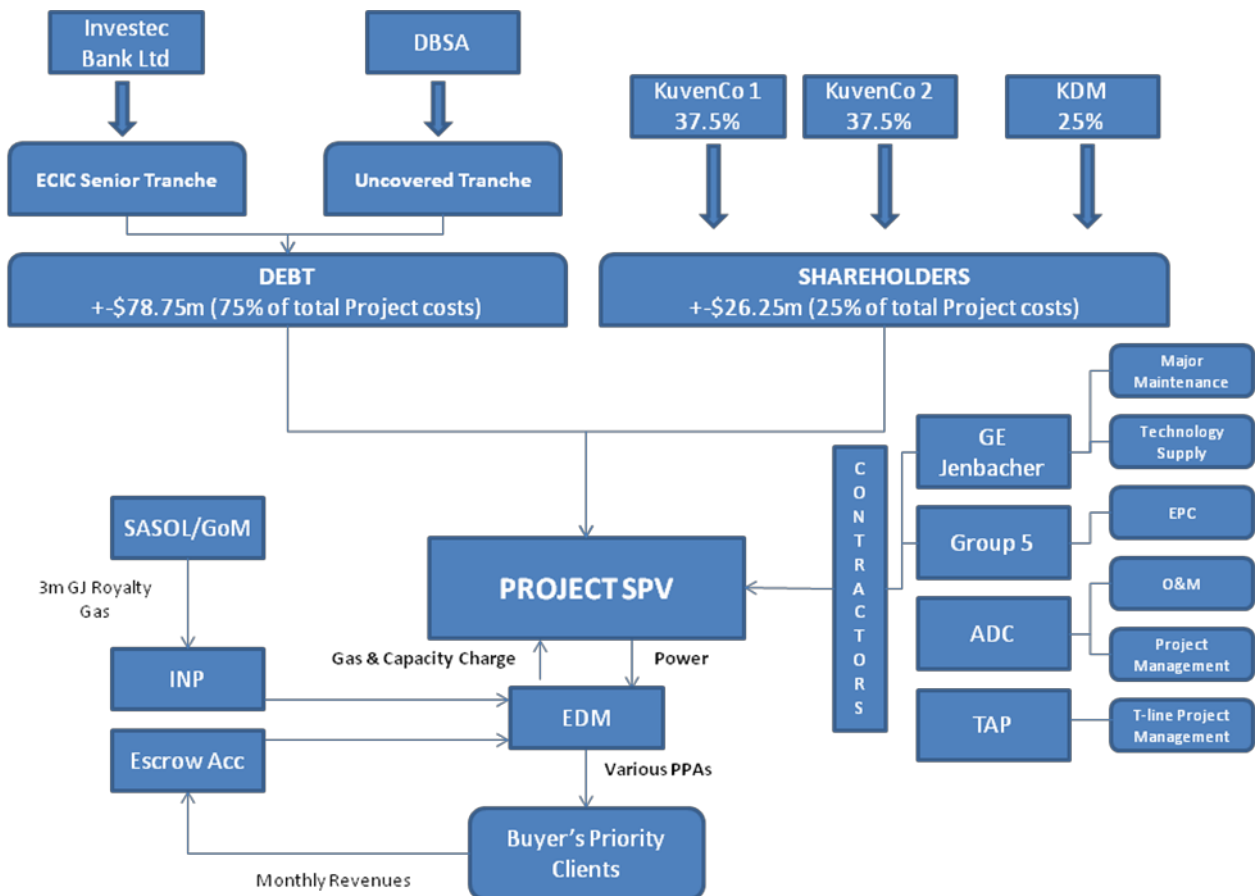 Investec
Bank Ltd
DBSA
KuvenCo 1
37.5%
KuvenCo 2
37.5%
KDM
25%
ECIC Senior Tranche
Uncovered Tranche
DEBT
+-$78.75m (75% of total Project costs)
SHAREHOLDERS
+-$26.25m (25% of total Project costs)
Major
Maintenance
GE
Jenbacher
Technology
Supply
CONTRACTORS
SASOL/GoM
EPC
Group 5
PROJECT SPV
3m GJ Royalty
Gas
O&M
ADC
Project
Management
Gas & Capacity Charge
Power
INP
EDM
TAP
T-line Project
Management
Escrow Acc
Various PPAs
Buyer's Priority
Clients
Monthly Revenues